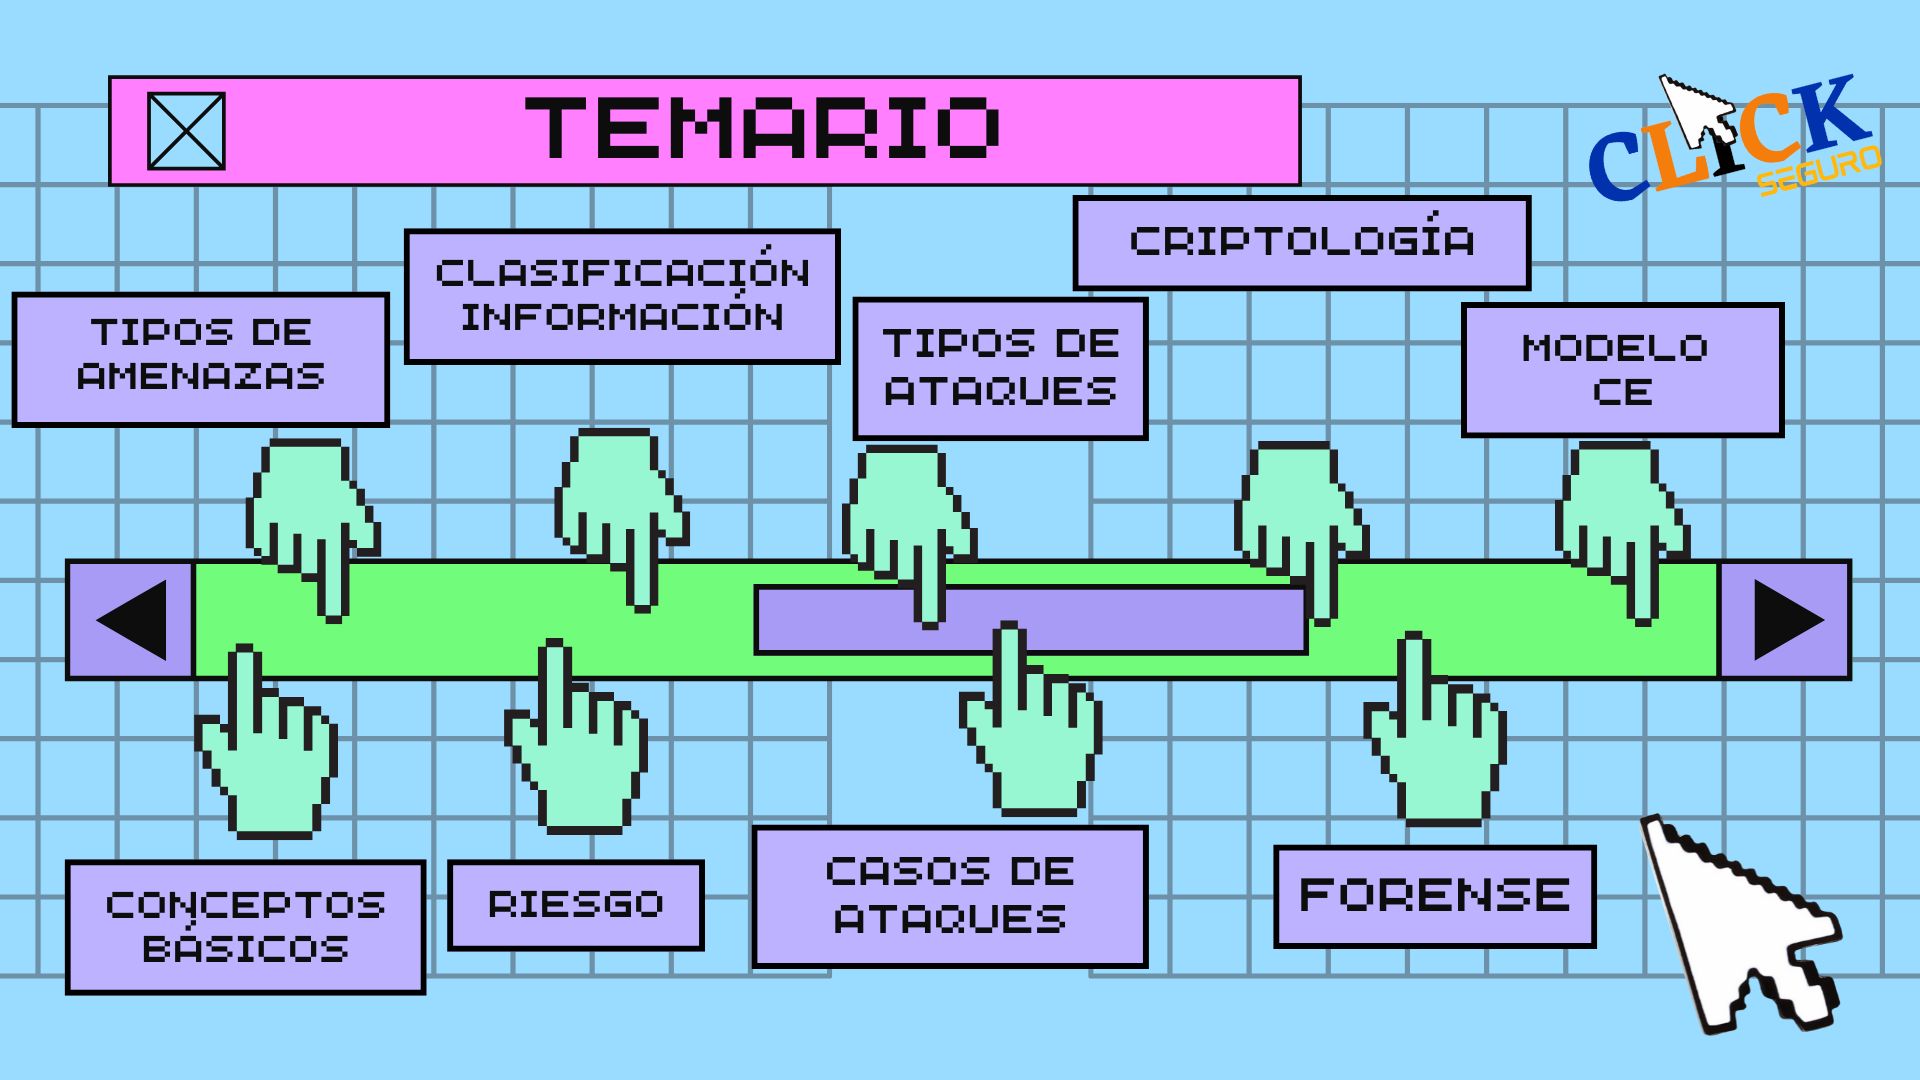 TEMARIO
CLICK
SEGURO
CRIPTOLOGÍA
CLASIFICACIÓN
INFORMACIÓN
TIPOS DE
AMENAZAS
TIPOS DE
ATAQUES
MODELO
CE
CONCEPTOS
BÁSICOS
RIESGO
CASOS DE
ATAQUES
FORENSE